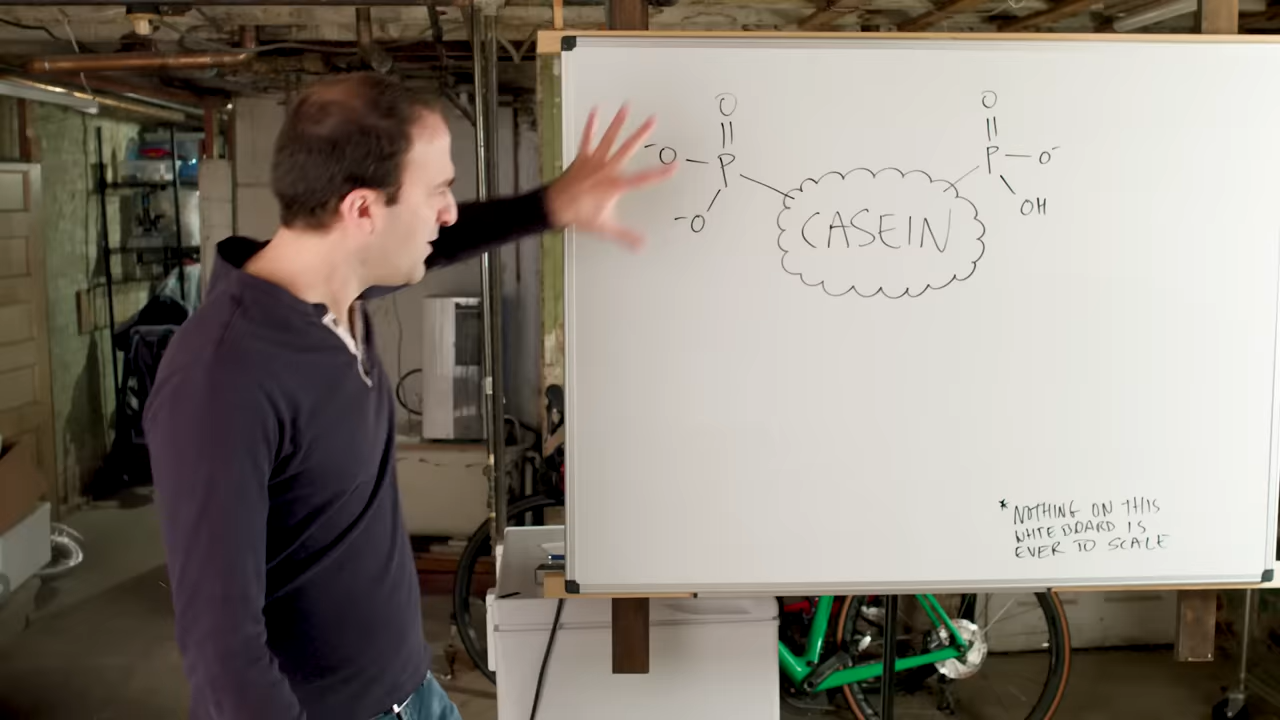 O
O
||
||
⁻O — P
P — O⁻
⁻O
OH
CASEIN
* NOTHING ON THIS
WHITEBOARD IS
EVER TO SCALE